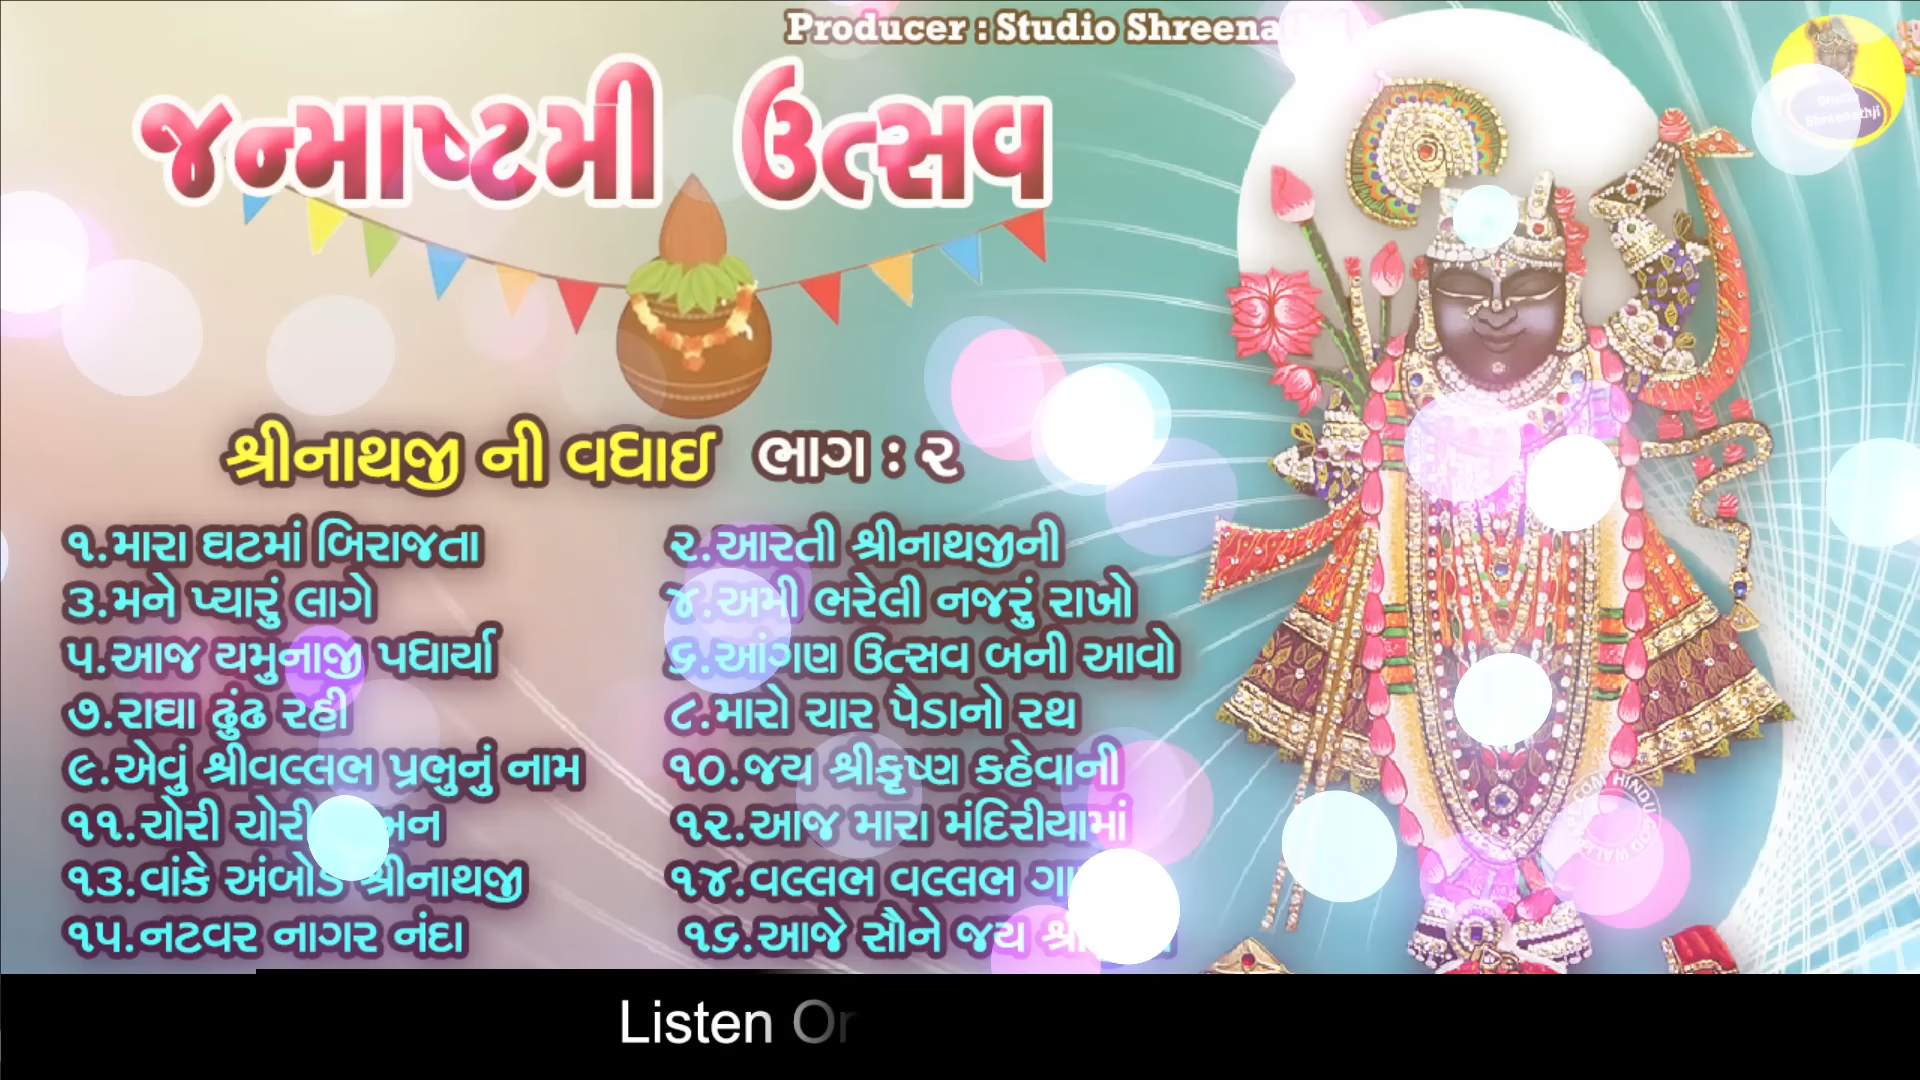 Producer : Studio
જન્માષ્ટમી ઉત્સવ
શ્રીનાથજી ની વધાઇ ભાગ : ૨
૧.મારા ઘટમાં બિરાજતા
૨.આરતી શ્રીનાથજીની
૩.મને પ્યારું લાગે
૪.અમી ભરેલી નજરું રાખો
૫.આજ યમુનાજી પધાર્યા
૬.આંગણ ઉત્સવ બની આવો
૭.રાધા ઢુંઢ રહી
૮.મારો ચાર પૈડાનો રથ
૯.એવું શ્રીવલ્લભ પ્રભુનું નામ
૧૦.જય શ્રીકૃષ્ણ કહેવાની
૧૧.ચોરી ચોરી
૧૨.આજ મારા મંદિરીયામાં
૧૩.વાંકે અંબોડે શ્રીનાથજી
૧૪.વલ્લભ વલ્લભ
૧૫.નટવર નાગર નંદા
૧૬.આજે સૌને જય
Listen
Studio
Shreenathji